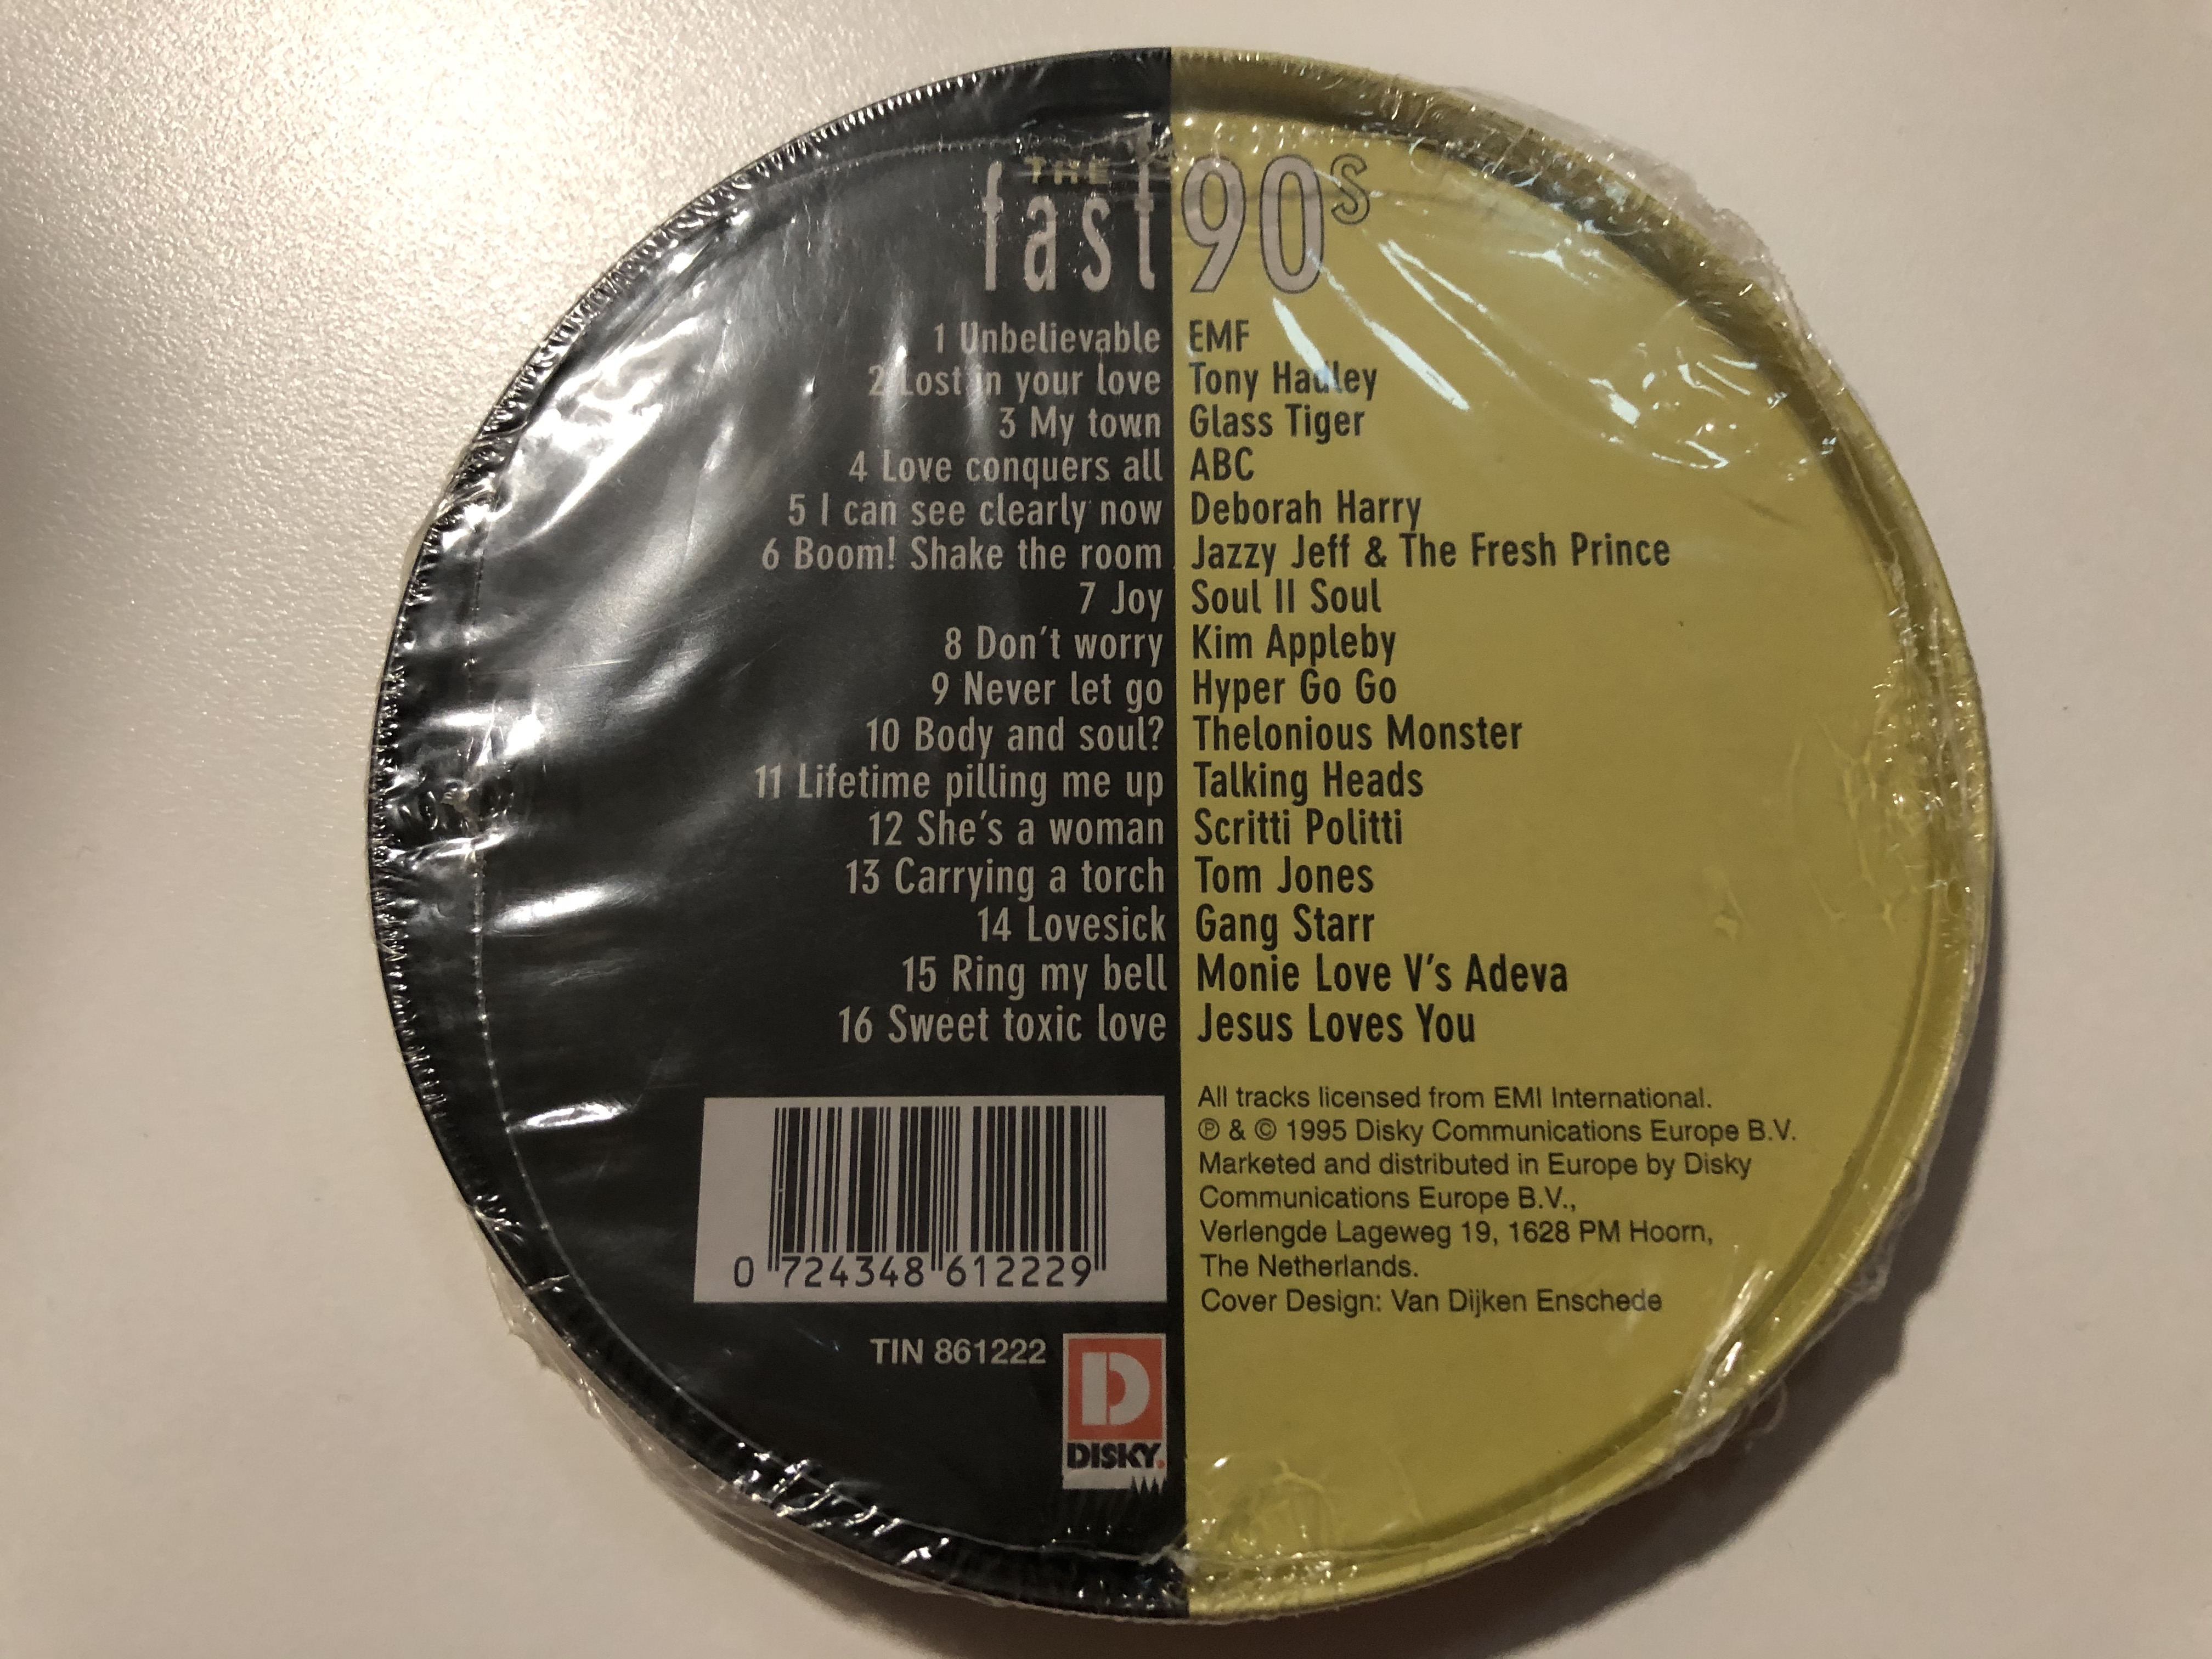 THE
fast 90s
1 Unbelievable EMF
2 Lost in your love Tony Hadley
3 My town Glass Tiger
4 Love conquers all ABC
5 I can see clearly now Deborah Harry
6 Boom! Shake the room Jazzy Jeff & The Fresh Prince
7 Joy Soul II Soul
8 Don't worry Kim Appleby
9 Never let go Hyper Go Go
10 Body and soul? Thelonious Monster
11 Lifetime pilling me up Talking Heads
12 She's a woman Scritti Politti
13 Carrying a torch Tom Jones
14 Lovesick Gang Starr
15 Ring my bell Monie Love V's Adeva
16 Sweet toxic love Jesus Loves You
All tracks licensed from EMI International.
℗ & © 1995 Disky Communications Europe B.V.
Marketed and distributed in Europe by Disky
Communications Europe B.V.,
Verlengde Lageweg 19, 1628 PM Hoorn,
The Netherlands.
Cover Design: Van Dijken Enschede
0 724348 612229
TIN 861222
D
DISKY.